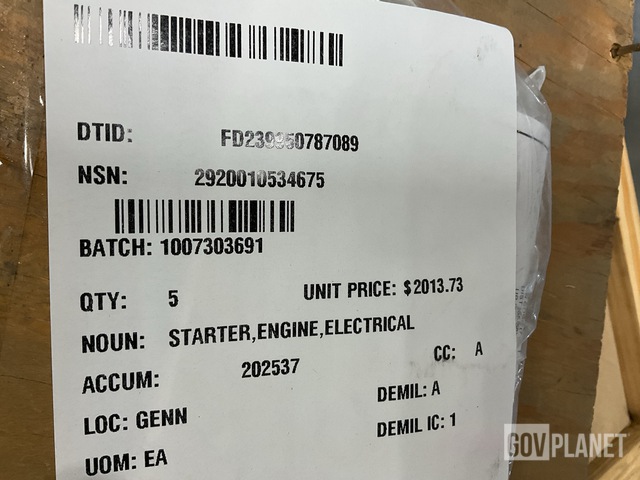 DTID:
NSN: 2920010534675
BATCH: 1007303691
QTY: 5 UNIT PRICE: $2013.73
NOUN: STARTER,ENGINE,ELECTRICAL
ACCUM: 202537 CC: A
LOC: GENN DEMIL: A
UOM: EA DEMIL IC: 1
GOVPLANET